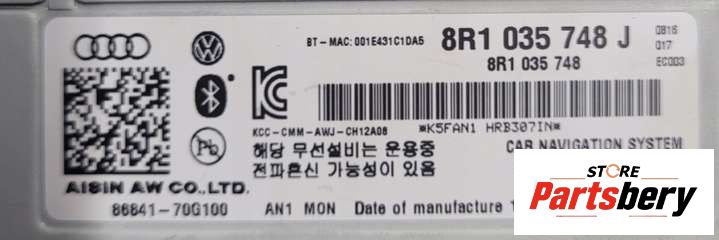 BT-MAC: 001E431C1DA5
8R1 035 748 J
0816
017
8R1 035 748
EC003
KCC-CMM-AWJ-CH12A08
*K5FAN1 HRB307IN*
해당 무선설비는 운용중
전파혼신 가능성이 있음
CAR NAVIGATION SYSTEM
Pb
AISIN AW CO.,LTD.
86841-70G100
AN1 MON
Date of manufacture
STORE
Partsbery